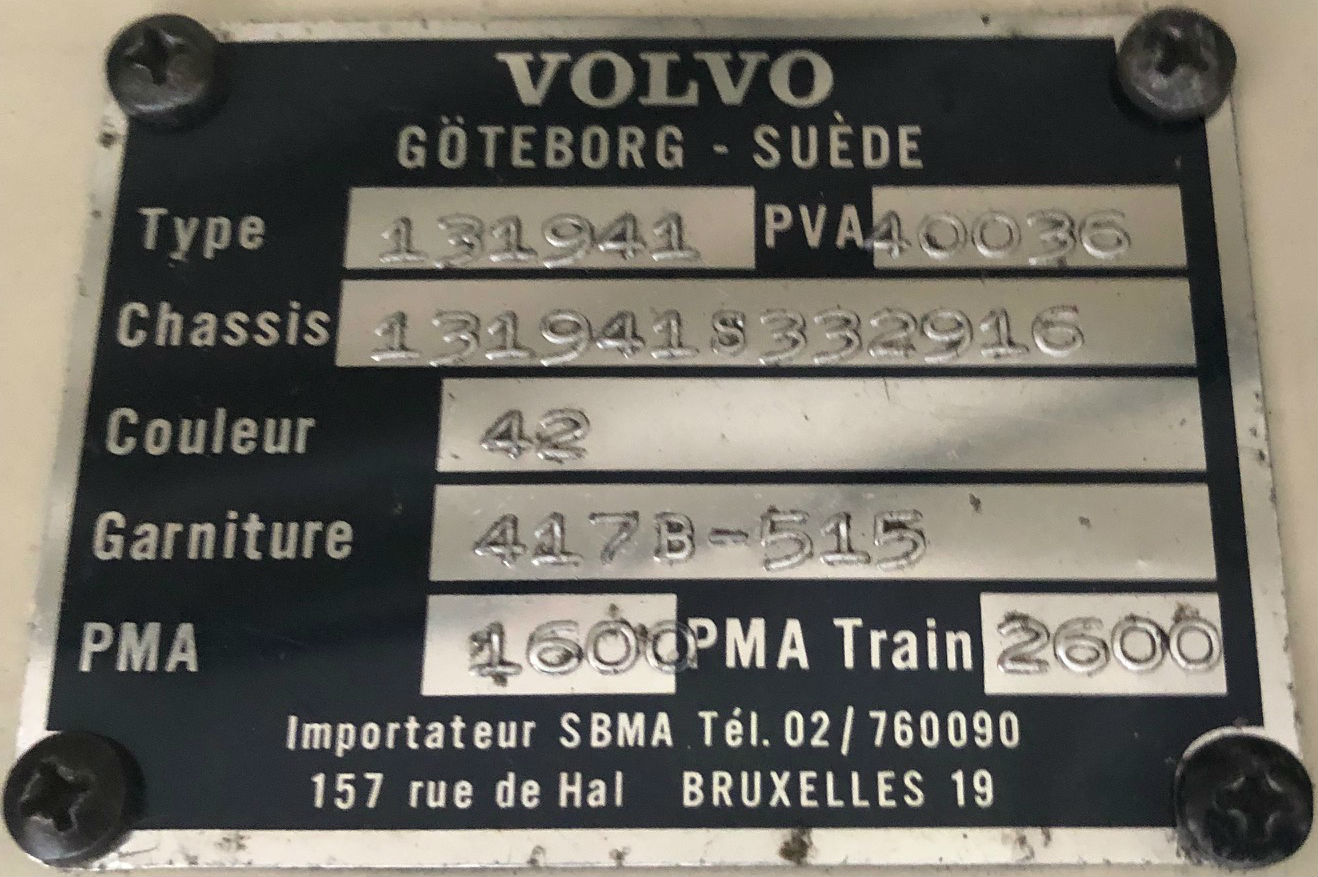 VOLVO
GÖTEBORG - SUÈDE
Type 131941 PVA 40036
Chassis 131941S332916
Couleur 42
Garniture 417B-515
PMA 1600 PMA Train 2600
Importateur SBMA Tél. 02/760090
157 rue de Hal BRUXELLES 19